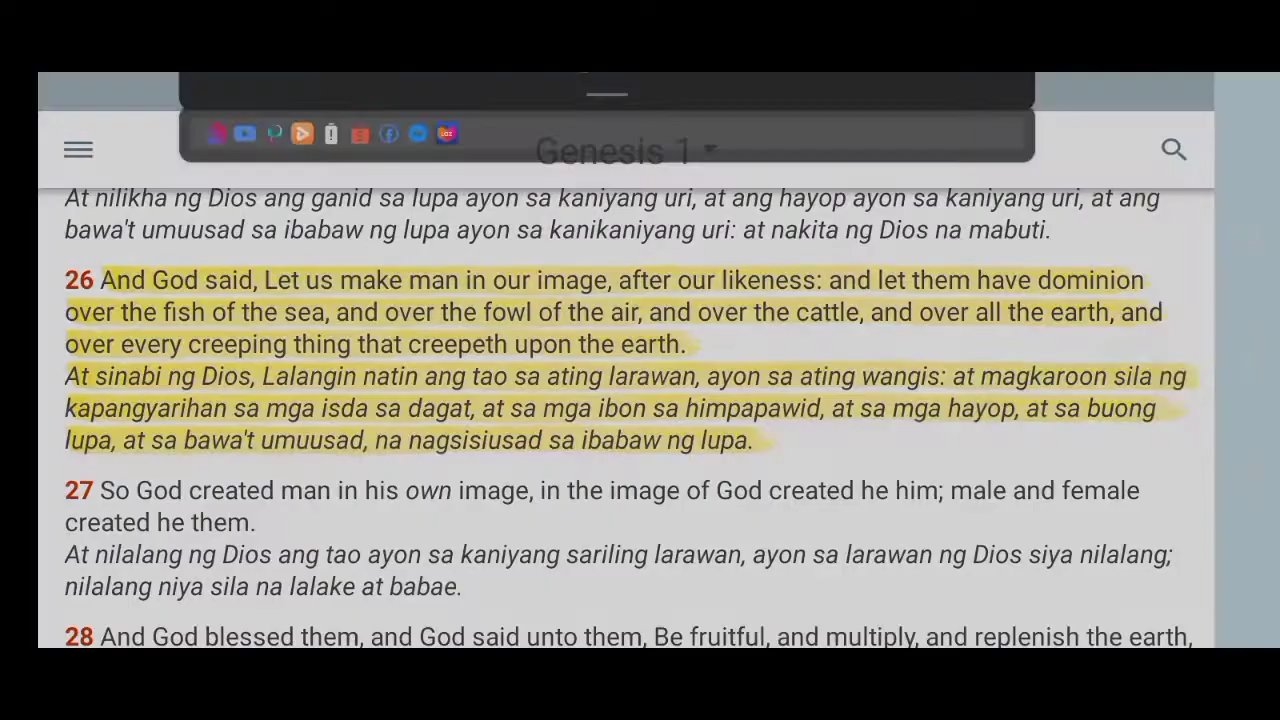 Genesis 1
At nilikha ng Dios ang ganid sa lupa ayon sa kaniyang uri, at ang hayop ayon sa kaniyang uri, at ang
bawa't umuusad sa ibabaw ng lupa ayon sa kanikaniyang uri: at nakita ng Dios na mabuti.
26 And God said, Let us make man in our image, after our likeness: and let them have dominion
over the fish of the sea, and over the fowl of the air, and over the cattle, and over all the earth, and
over every creeping thing that creepeth upon the earth.
At sinabi ng Dios, Lalangin natin ang tao sa ating larawan, ayon sa ating wangis: at magkaroon sila ng
kapangyarihan sa mga isda sa dagat, at sa mga ibon sa himpapawid, at sa mga hayop, at sa buong
lupa, at sa bawa't umuusad, na nagsisiusad sa ibabaw ng lupa.
27 So God created man in his own image, in the image of God created he him; male and female
created he them.
At nilalang ng Dios ang tao ayon sa kaniyang sariling larawan, ayon sa larawan ng Dios siya nilalang;
nilalang niya sila na lalake at babae.
28 And God blessed them, and God said unto them, Be fruitful, and multiply, and replenish the earth,